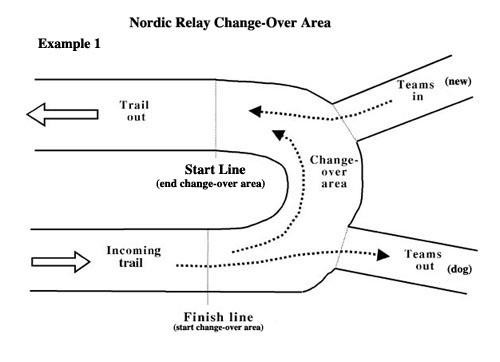 Nordic Relay Change-Over Area
Example 1
Teams (new)
in
Trail
out
Change-
over
area
Start Line
(end change-over area)
Incoming
trail
Teams
out (dog)
Finish line
(start change-over area)